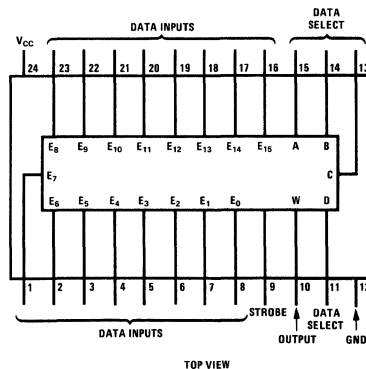 DATA INPUTS
DATA
SELECT
VCC
24 23 22 21 20 19 18 17 16 15 14 13
E8 E9 E10 E11 E12 E13 E14 E15 A B
E7 C
E6 E5 E4 E3 E2 E1 E0 W D
1 2 3 4 5 6 7 8 9 10 11 12
DATA INPUTS
STROBE
OUTPUT
DATA
SELECT
GND
TOP VIEW